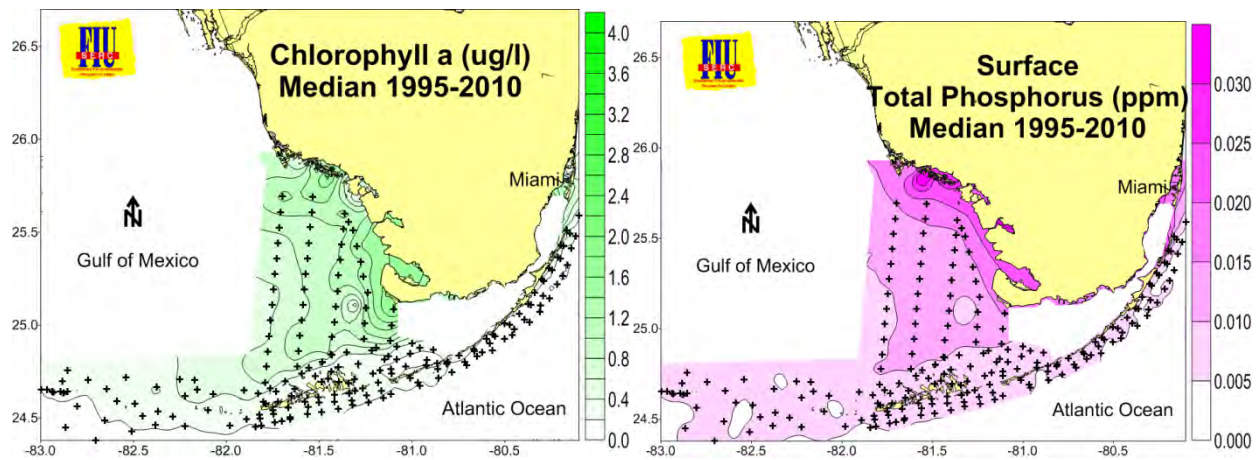 FIU
SERC
Chlorophyll a (ug/l)
Median 1995-2010
Miami
N
Gulf of Mexico
Atlantic Ocean
26.5
26.0
25.5
25.0
24.5
-83.0
-82.5
-82.0
-81.5
-81.0
-80.5
4.0
3.6
3.2
2.8
2.4
2.0
1.6
1.2
0.8
0.4
0.0
FIU
SERC
Surface
Total Phosphorus (ppm)
Median 1995-2010
Miami
N
Gulf of Mexico
Atlantic Ocean
26.5
26.0
25.5
25.0
24.5
-83.0
-82.5
-82.0
-81.5
-81.0
-80.5
0.030
0.025
0.020
0.015
0.010
0.005
0.000